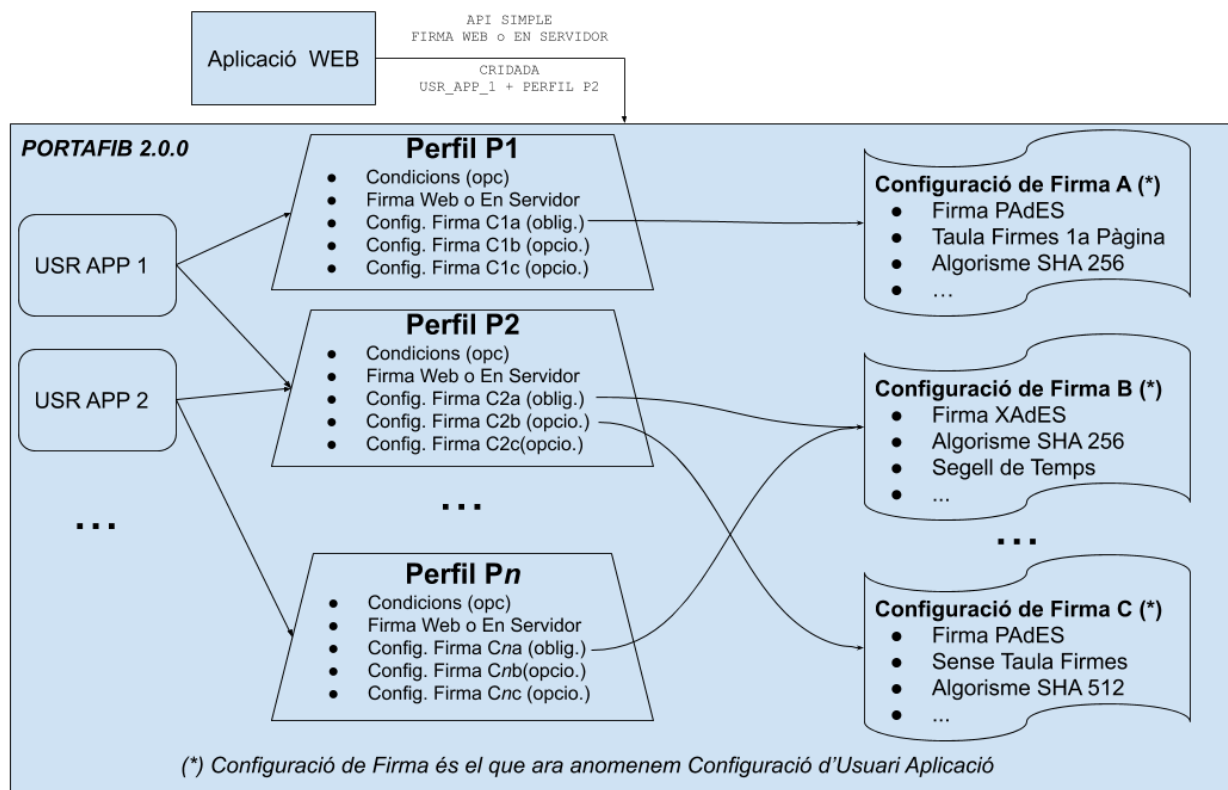 Aplicació WEB
API SIMPLE
FIRMA WEB o EN SERVIDOR
CRIDADA
USR_APP_1 + PERFIL P2
PORTAFIB 2.0.0
USR APP 1
USR APP 2
...
Perfil P1
● Condicions (opc)
● Firma Web o En Servidor
● Config. Firma C1a (oblig.)
● Config. Firma C1b (opcio.)
● Config. Firma C1c (opcio.)
Perfil P2
● Condicions (opc)
● Firma Web o En Servidor
● Config. Firma C2a (oblig.)
● Config. Firma C2b (opcio.)
● Config. Firma C2c(opcio.)
...
Perfil Pn
● Condicions (opc)
● Firma Web o En Servidor
● Config. Firma Cna (oblig.)
● Config. Firma Cnb(opcio.)
● Config. Firma Cnc (opcio.)
Configuració de Firma A (*)
● Firma PAdES
● Taula Firmes 1a Pàgina
● Algorisme SHA 256
● …
Configuració de Firma B (*)
● Firma XAdES
● Algorisme SHA 256
● Segell de Temps
● ...
...
Configuració de Firma C (*)
● Firma PAdES
● Sense Taula Firmes
● Algorisme SHA 512
● ...
(*) Configuració de Firma és el que ara anomenem Configuració d'Usuari Aplicació